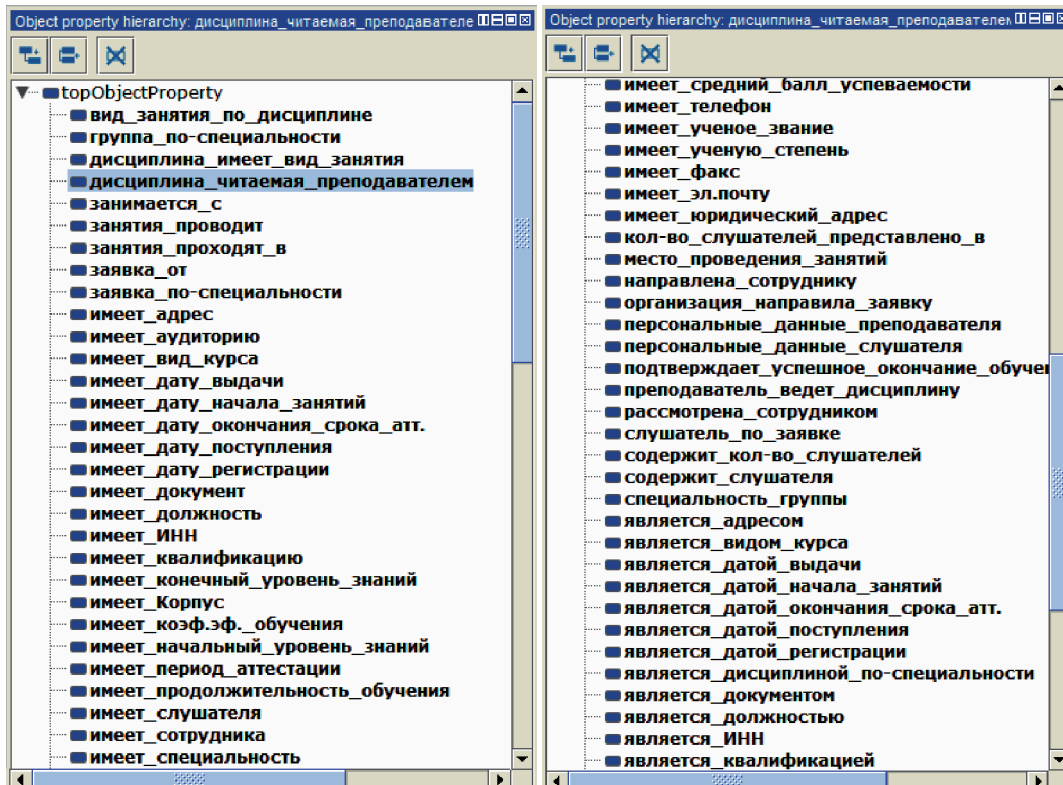 Object property hierarchy: дисциплина_читаемая_преподавателе
topObjectProperty
вид_занятия_по_дисциплине
группа_по-специальности
дисциплина_имеет_вид_занятия
дисциплина_читаемая_преподавателем
занимается_с
занятия_проводит
занятия_проходят_в
заявка_от
заявка_по-специальности
имеет_адрес
имеет_аудиторию
имеет_вид_курса
имеет_дату_выдачи
имеет_дату_начала_занятий
имеет_дату_окончания_срока_атт.
имеет_дату_поступления
имеет_дату_регистрации
имеет_документ
имеет_должность
имеет_ИНН
имеет_квалификацию
имеет_конечный_уровень_знаний
имеет_Корпус
имеет_коэф.эф._обучения
имеет_начальный_уровень_знаний
имеет_период_аттестации
имеет_продолжительность_обучения
имеет_слушателя
имеет_сотрудника
имеет_специальность
Object property hierarchy: дисциплина_читаемая_преподавателем
имеет_средний_балл_успеваемости
имеет_телефон
имеет_ученое_звание
имеет_ученую_степень
имеет_факс
имеет_эл.почту
имеет_юридический_адрес
кол-во_слушателей_представлено_в
место_проведения_занятий
направлена_сотруднику
организация_направила_заявку
персональные_данные_преподавателя
персональные_данные_слушателя
подтверждает_успешное_окончание_обучен
преподаватель_ведет_дисциплину
рассмотрена_сотрудником
слушатель_по_заявке
содержит_кол-во_слушателей
содержит_слушателя
специальность_группы
является_адресом
является_видом_курса
является_датой_выдачи
является_датой_начала_занятий
является_датой_окончания_срока_атт.
является_датой_поступления
является_датой_регистрации
является_дисциплиной_по-специальности
является_документом
является_должностью
является_ИНН
является_квалификацией